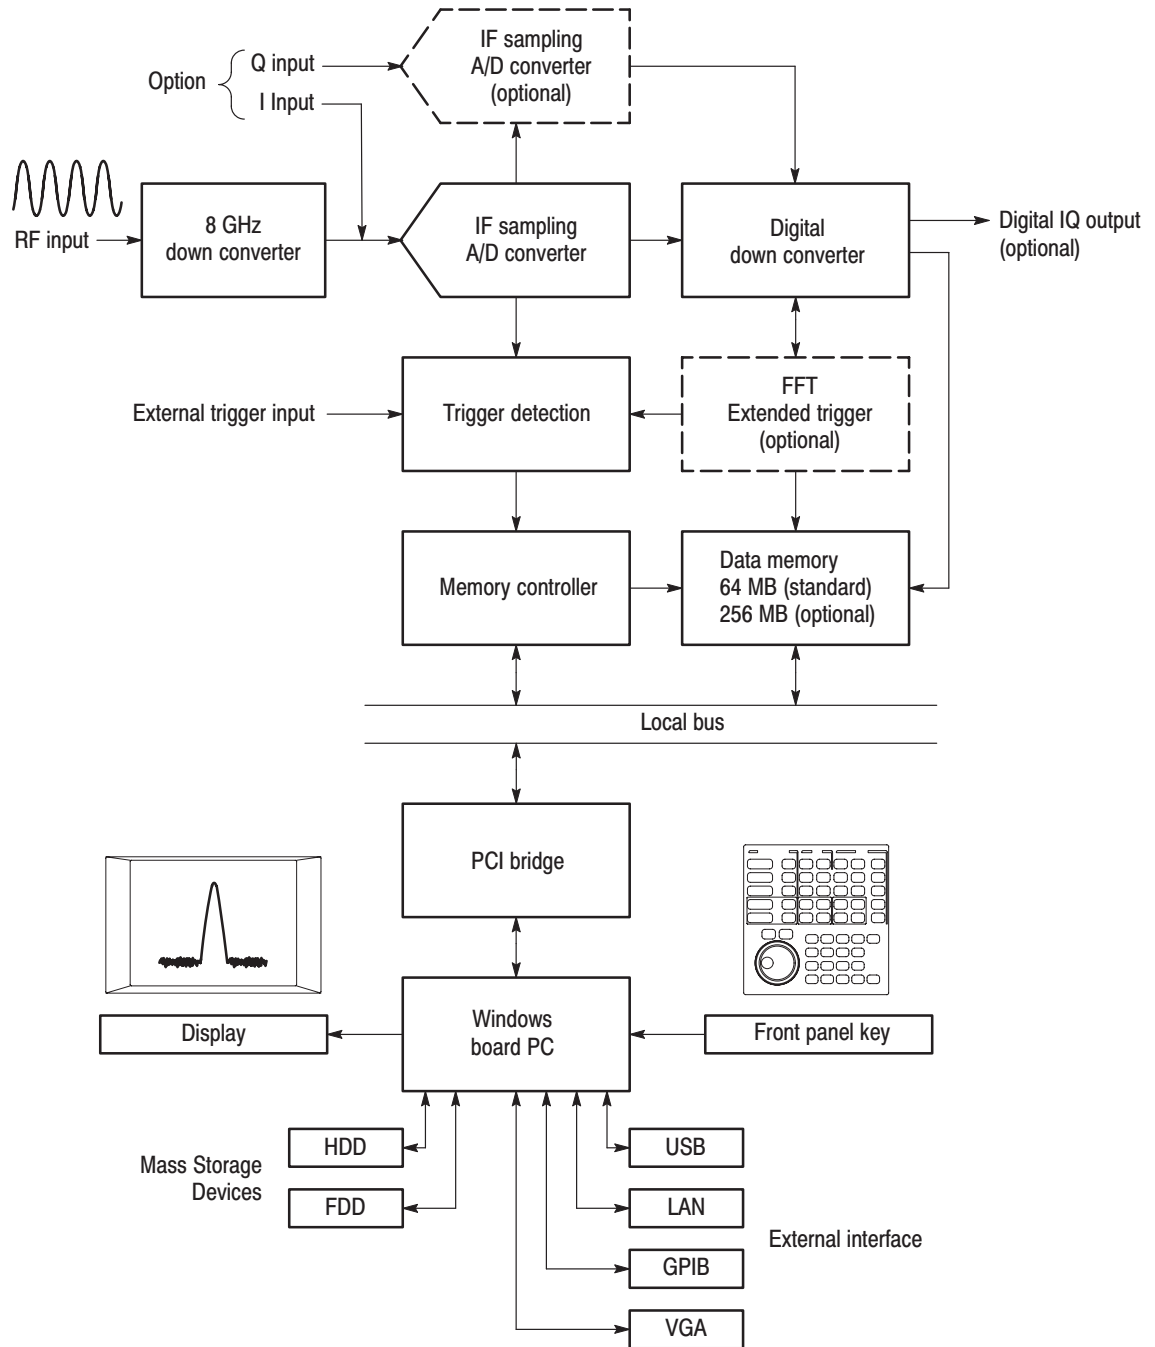 IF sampling
A/D converter
(optional)
Option
Q input
I Input
RF input
8 GHz
down converter
IF sampling
A/D converter
Digital
down converter
Digital IQ output
(optional)
External trigger input
Trigger detection
FFT
Extended trigger
(optional)
Memory controller
Data memory
64 MB (standard)
256 MB (optional)
Local bus
PCI bridge
Display
Windows
board PC
Front panel key
Mass Storage
Devices
HDD
FDD
USB
LAN
GPIB
VGA
External interface